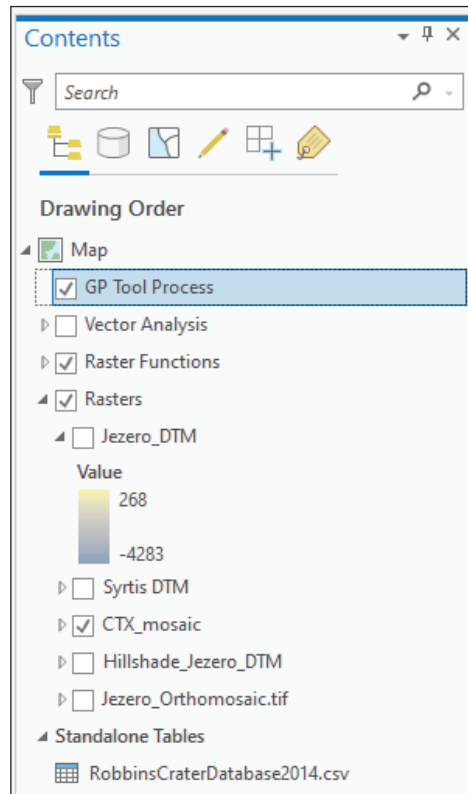 Contents
Search
Drawing Order
Map
GP Tool Process
Vector Analysis
Raster Functions
Rasters
Jezero_DTM
Value
268
-4283
Syrtis DTM
CTX_mosaic
Hillshade_Jezero_DTM
Jezero_Orthomosaic.tif
Standalone Tables
RobbinsCraterDatabase2014.csv